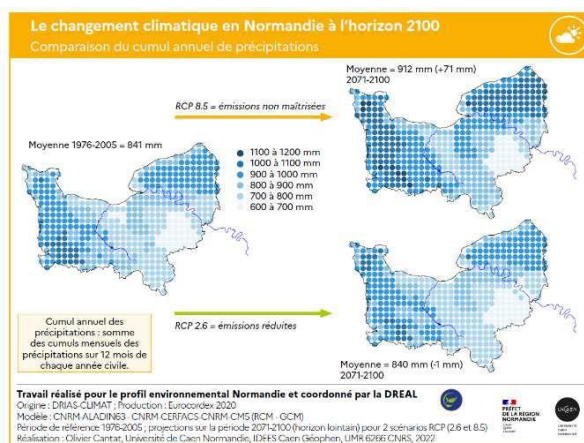 Le changement climatique en Normandie à l'horizon 2100
Comparaison du cumul annuel de précipitations
Moyenne = 912 mm (+71 mm)
2071-2100
RCP 8.5 = émissions non maîtrisées
Moyenne 1976-2005 = 841 mm
1100 à 1200 mm
1000 à 1100 mm
900 à 1000 mm
800 à 900 mm
700 à 800 mm
600 à 700 mm
Cumul annuel des
précipitations : somme
des cumuls mensuels des
précipitations sur 12 mois de
chaque année civile.
RCP 2.6 = émissions réduites
Moyenne = 840 mm (-1 mm)
2071-2100
Travail réalisé pour le profil environnemental Normandie et coordonné par la DREAL
Origine : DRIAS-CLIMAT ; Production : Eurocordex 2020
Modèle : CNRM-ALADIN63 - CNRM-CERFACS-CNRM-CM5 (RCM - GCM)
Période de référence 1976-2005 ; projections sur la période 2071-2100 (horizon lointain) pour 2 scénarios RCP (2.6 et 8.5)
Réalisation : Olivier Cantat, Université de Caen Normandie, IDEES Caen Géophen, UMR 6266 CNRS, 2022
PRÉFET
DE LA RÉGION
NORMANDIE